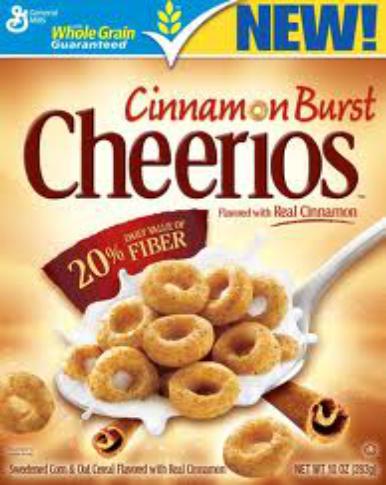 General
Mills
Whole Grain
Guaranteed
NEW!
Cinnamon Burst
Cheerios
Flavored with Real Cinnamon
20% DAILY VALUE OF
FIBER
Sweetened Corn & Oat Cereal Flavored with Real Cinnamon
NET WT 10 OZ (283g)